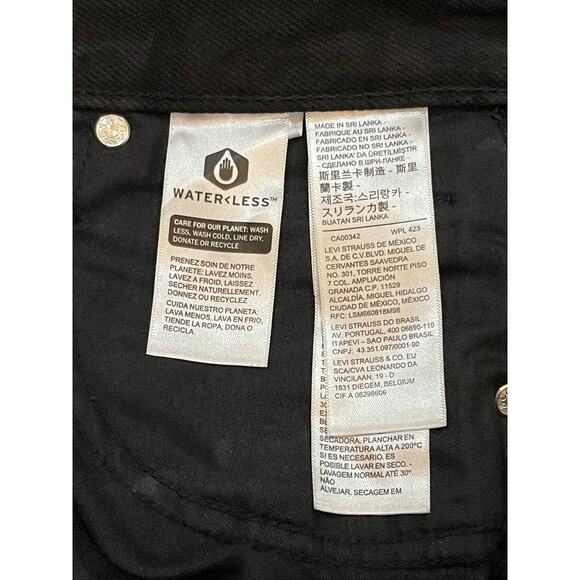 WATER<LESS™
CARE FOR OUR PLANET: WASH
LESS, WASH COLD, LINE DRY,
DONATE OR RECYCLE
PRENEZ SOIN DE NOTRE
PLANETE: LAVEZ MOINS,
LAVEZ A FROID, LAISSEZ
SECHER NATURELLEMENT.
DONNEZ OU RECYCLEZ
CUIDA NUESTRO PLANETA:
LAVA MENOS, LAVA EN FRIO,
TIENDE LA ROPA, DONA O
RECICLA.
MADE IN SRI LANKA -
FABRIQUE AU SRI LANKA -
FABRICADO EN SRI LANKA -
FABRICADO NO SRI LANKA -
SRI LANKA' DA ÜRETİLMİŞTİR
- СДЕЛАНО В ШРИ-ЛАНКЕ -
斯里兰卡制造 - 斯里
蘭卡製 -
제조국:스리랑카 -
スリランカ製 -
BUATAN SRI LANKA
CA00342 WPL 423
LEVI STRAUSS DE MÉXICO
S.A. DE C.V.BLVD. MIGUEL DE
CERVANTES SAAVEDRA
NO. 301, TORRE NORTE PISO
7 COL. AMPLIACIÓN
GRANADA C.P. 11529
ALCALDÍA. MIGUEL HIDALGO
RFC: LSM660818M98
LEVI STRAUSS DO BRASIL
AV. PORTUGAL, 400 06690-110
ITAPEVI – SAO PAULO BRASIL
CNPJ: 43.351.097/0001-90
LEVI STRAUSS & CO. EU
SCA/CVA LEONARDO DA
VINCILAAN, 19 - D
1831 DIEGEM, BELGIUM
CIF A 08298606
SECADORA, PLANCHAR EN
TEMPERATURA ALTA A 200°C
SI ES NECESARIO. ES
POSIBLE LAVAR EN SECO. -
LAVAGEM NORMAL ATÉ 30°.
NÃO
ALVEJAR. SECAGEM EM